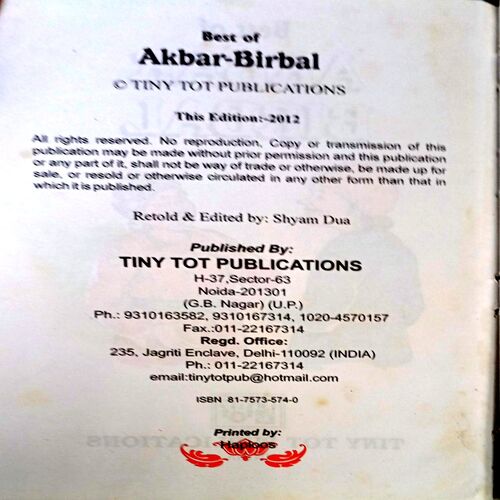 Best of
Akbar-Birbal
© TINY TOT PUBLICATIONS
This Edition:-2012
All rights reserved. No reproduction, Copy or transmission of this
publication may be made without prior permission and this publication
or any part of it, shall not be way of trade or otherwise, be made up for
sale, or resold or otherwise circulated in any other form than that in
which it is published.
Retold & Edited by: Shyam Dua
Published By:
TINY TOT PUBLICATIONS
H-37,Sector-63
Noida-201301
(G.B. Nagar) (U.P.)
Ph.: 9310163582, 9310167314, 1020-4570157
Fax.:011-22167314
Regd. Office:
235, Jagriti Enclave, Delhi-110092 (INDIA)
Ph.: 011-22167314
email:tinytotpub@hotmail.com
ISBN 81-7573-574-0
Printed by: